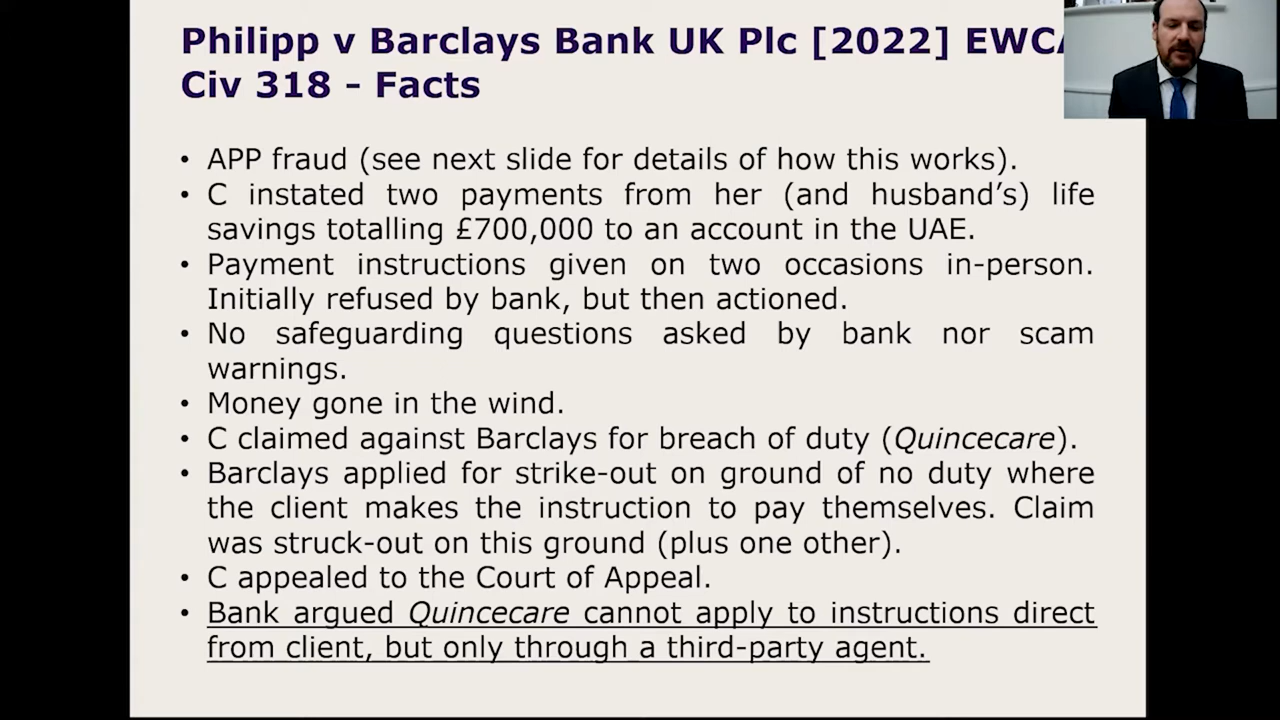 Philipp v Barclays Bank UK Plc [2022] EWCA
Civ 318 - Facts
• APP fraud (see next slide for details of how this works).
• C instated two payments from her (and husband’s) life
savings totalling £700,000 to an account in the UAE.
• Payment instructions given on two occasions in-person.
Initially refused by bank, but then actioned.
• No safeguarding questions asked by bank nor scam
warnings.
• Money gone in the wind.
• C claimed against Barclays for breach of duty (Quincecare).
• Barclays applied for strike-out on ground of no duty where
the client makes the instruction to pay themselves. Claim
was struck-out on this ground (plus one other).
• C appealed to the Court of Appeal.
• Bank argued Quincecare cannot apply to instructions direct
from client, but only through a third-party agent.